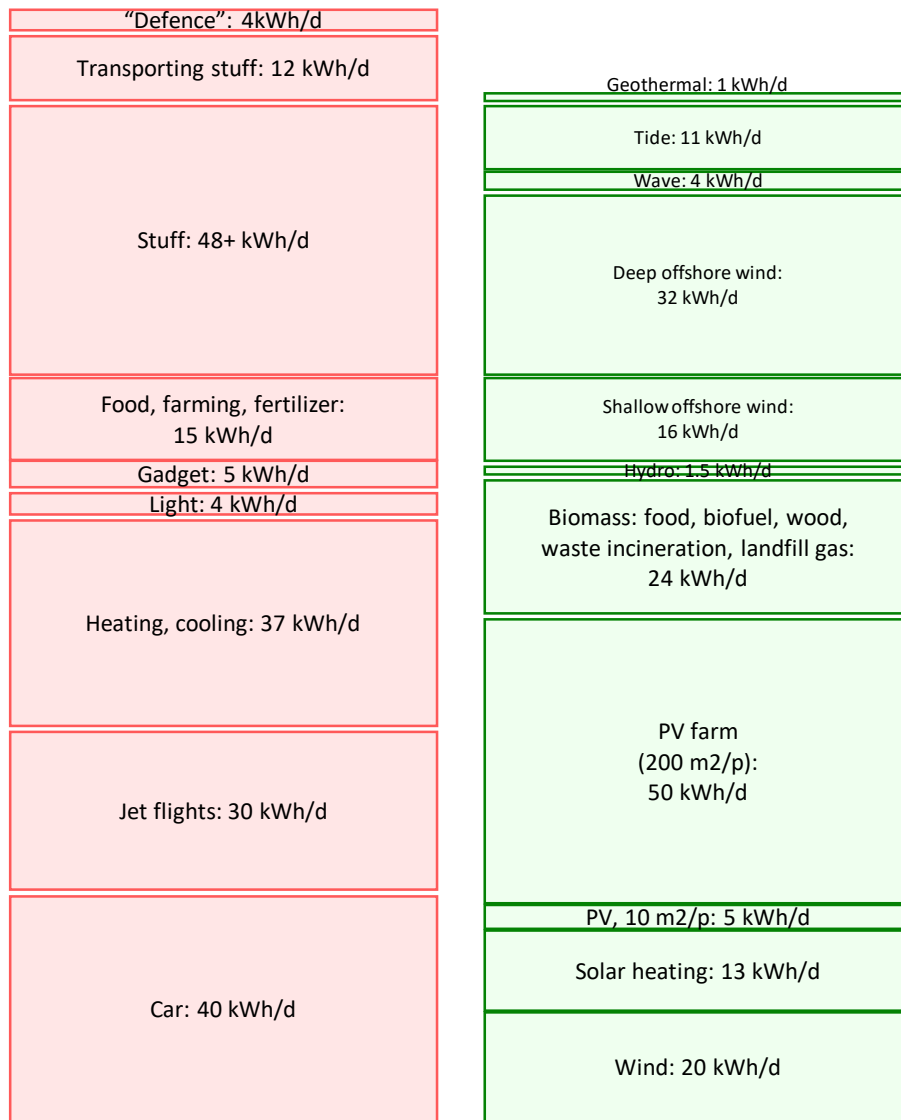 “Defence”: 4kWh/d
Transporting stuff: 12 kWh/d
Stuff: 48+ kWh/d
Food, farming, fertilizer:
15 kWh/d
Gadget: 5 kWh/d
Light: 4 kWh/d
Heating, cooling: 37 kWh/d
Jet flights: 30 kWh/d
Car: 40 kWh/d
Geothermal: 1 kWh/d
Tide: 11 kWh/d
Wave: 4 kWh/d
Deep offshore wind:
32 kWh/d
Shallow offshore wind:
16 kWh/d
Hydro: 1.5 kWh/d
Biomass: food, biofuel, wood,
waste incineration, landfill gas:
24 kWh/d
PV farm
(200 m2/p):
50 kWh/d
PV, 10 m2/p: 5 kWh/d
Solar heating: 13 kWh/d
Wind: 20 kWh/d